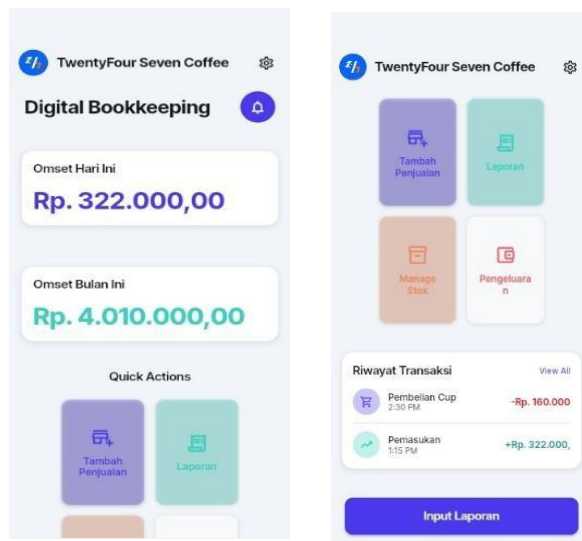 TwentyFour Seven Coffee
Digital Bookkeeping
Omset Hari Ini
Rp. 322.000,00
Omset Bulan Ini
Rp. 4.010.000,00
Quick Actions
Tambah
Penjualan
Laporan
TwentyFour Seven Coffee
Tambah
Penjualan
Laporan
Manage
Stok
Pengeluara
n
Riwayat Transaksi View All
Pembelian Cup
2:30 PM
-Rp. 160.000
Pemasukan
1:15 PM
+Rp. 322.000,
Input Laporan